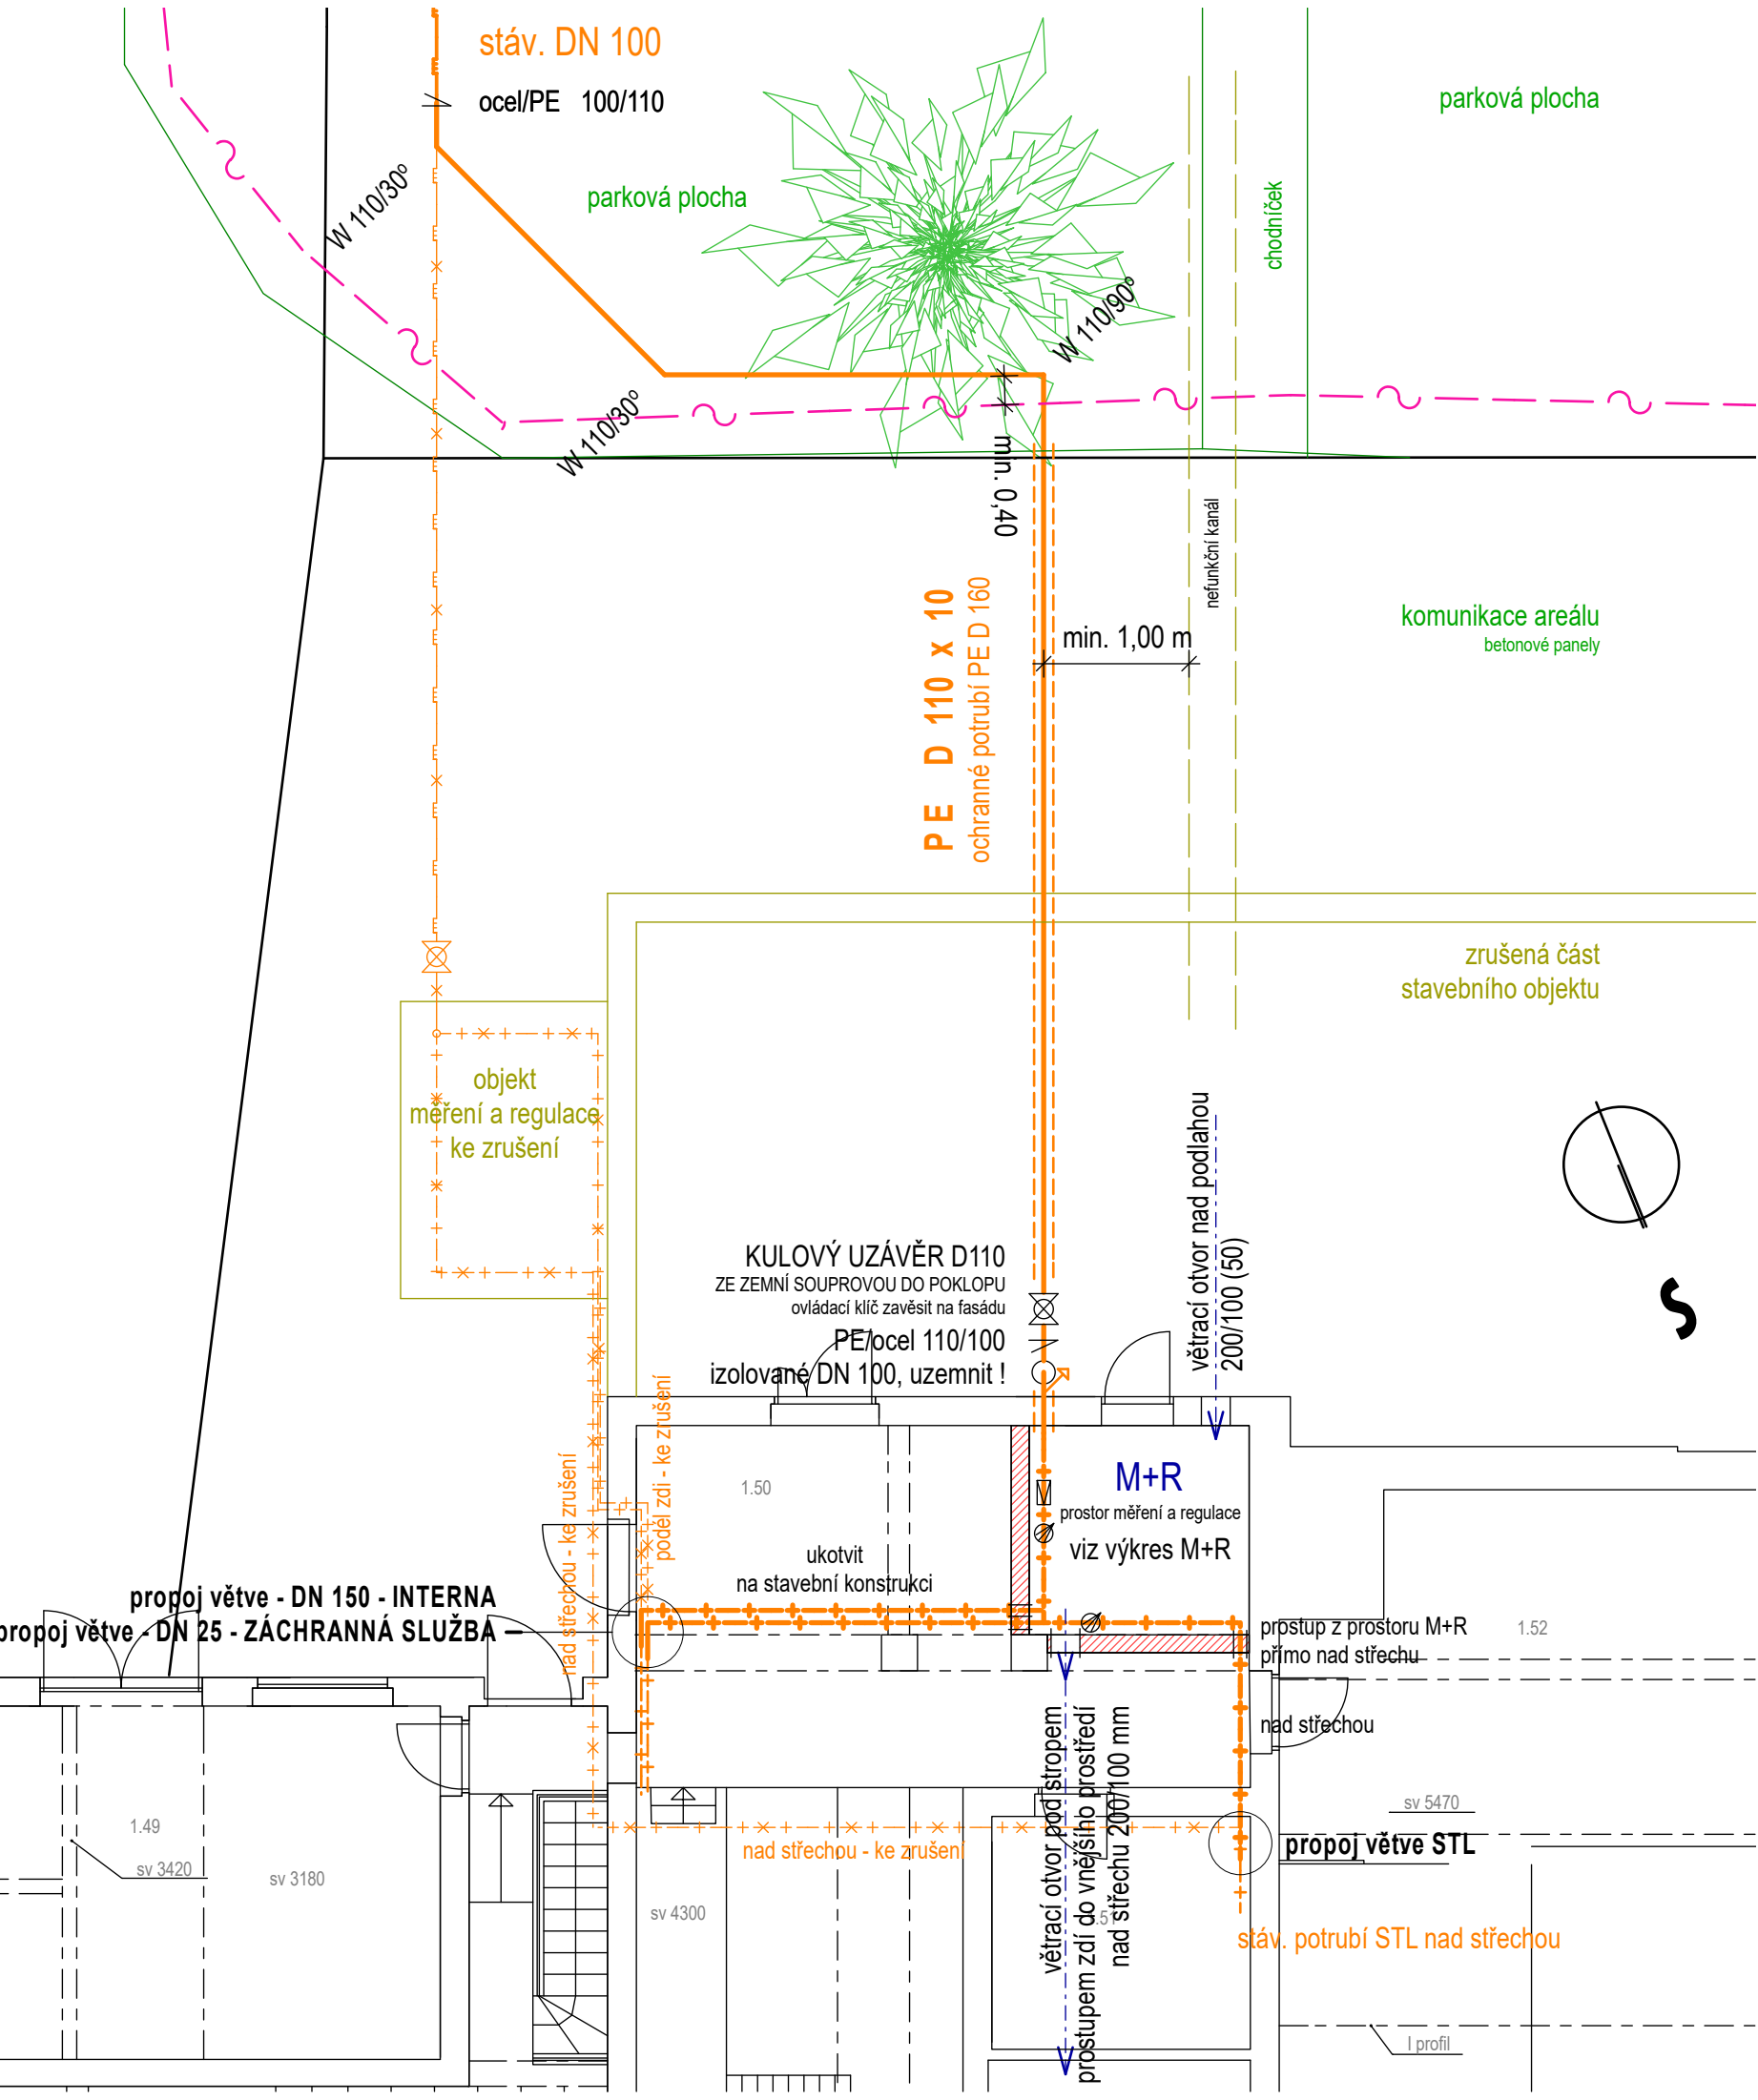 stáv. DN 100
ocel/PE 100/110
parková plocha
parková plocha
W 110/30º
chodníček
W 110/90º
W 110/30º
min. 0,40
nefunkční kanál
PE D 110 x 10
ochranné potrubí PE D 160
min. 1,00 m
komunikace areálu
betonové panely
zrušená část
stavebního objektu
objekt
měření a regulace
ke zrušení
větrací otvor nad podlahou
200/100 (50)
S
KULOVÝ UZÁVĚR D110
ZE ZEMNÍ SOUPROVOU DO POKLOPU
ovládací klíč zavěsit na fasádu
PE/ocel 110/100
izolované DN 100, uzemnit !
podél zdi - ke zrušení
nad střechou - ke zrušení
1.50
M+R
prostor měření a regulace
viz výkres M+R
ukotvit
na stavební konstrukci
propoj větve - DN 150 - INTERNA
propoj větve - DN 25 - ZÁCHRANNÁ SLUŽBA
prostup z prostoru M+R
přímo nad střechu
1.52
nad střechou
větrací otvor pod stropem
prostupem zdí do vnějšího prostředí
nad střechu 200/100 mm
sv 5470
propoj větve STL
1.49
sv 3420
sv 3180
nad střechou - ke zrušení
sv 4300
stáv. potrubí STL nad střechou
I profil